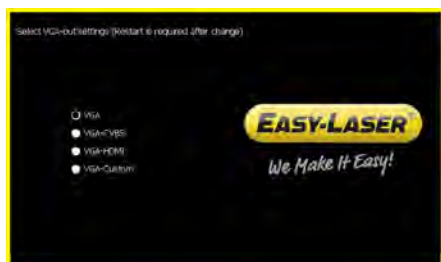 Select VGA-out settings (Restart is required after change)
VGA
VGA-CVBS
VGA-HDMI
VGA-Custom
EASY-LASER®
We Make It Easy!